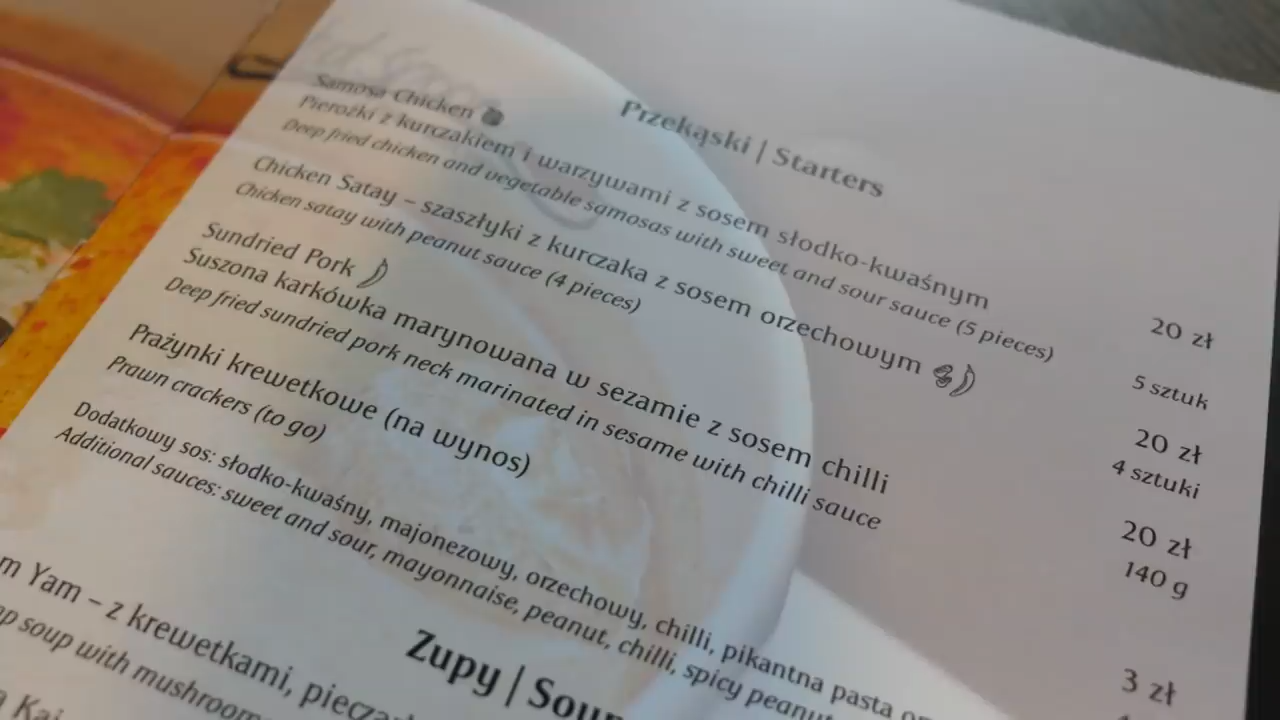 Przekąski | Starters
Samosa Chicken
Pierożki z kurczakiem i warzywami z sosem słodko-kwaśnym
20 zł
Deep fried chicken and vegetable samosas with sweet and sour sauce (5 pieces)
5 sztuk
Chicken Satay – szaszłyki z kurczaka z sosem orzechowym
20 zł
Chicken satay with peanut sauce (4 pieces)
4 sztuki
Sundried Pork
Suszona karkówka marynowana w sezamie z sosem chilli
20 zł
Deep fried sundried pork neck marinated in sesame with chilli sauce
140 g
Prażynki krewetkowe (na wynos)
Prawn crackers (to go)
Dodatkowy sos: słodko-kwaśny, majonezowy, orzechowy, chilli, pikantna pasta
3 zł
Additional sauces: sweet and sour, mayonnaise, peanut, chilli, spicy
Zupy |
Yam – z krewetkami,
soup with